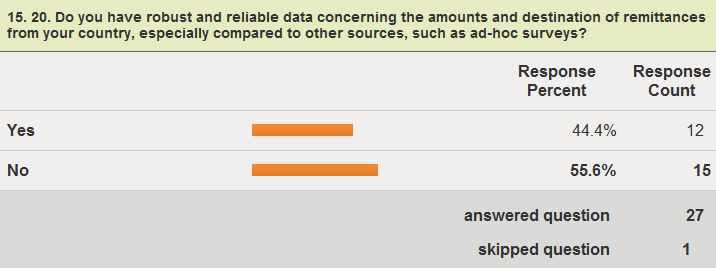 15. 20. Do you have robust and reliable data concerning the amounts and destination of remittances
from your country, especially compared to other sources, such as ad-hoc surveys?
Response Percent Response Count
Yes 44.4% 12
No 55.6% 15
answered question 27
skipped question 1